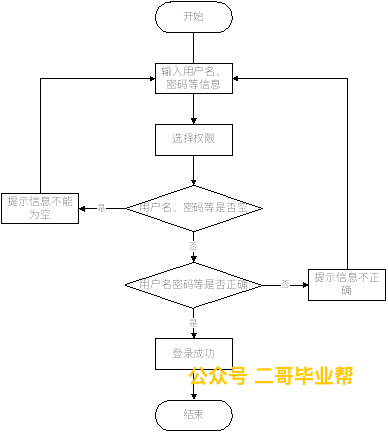 开始
输入用户名、
密码等信息
选择权限
用户名、密码等是否空
是
提示信息不能
为空
否
用户名密码等是否正确
否
提示信息不正
确
是
登录成功
公众号 二哥毕业帮
结束